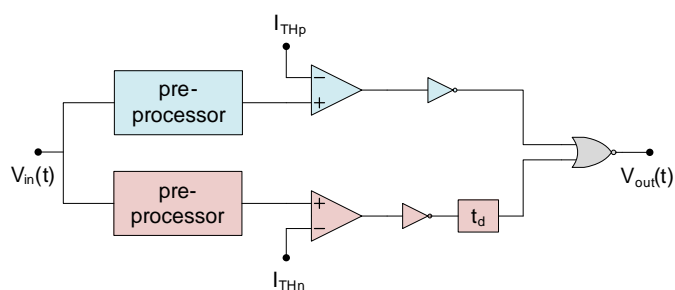 I_THp
pre-
processor
−
+
V_in(t)
V_out(t)
pre-
processor
+
−
t_d
I_THn